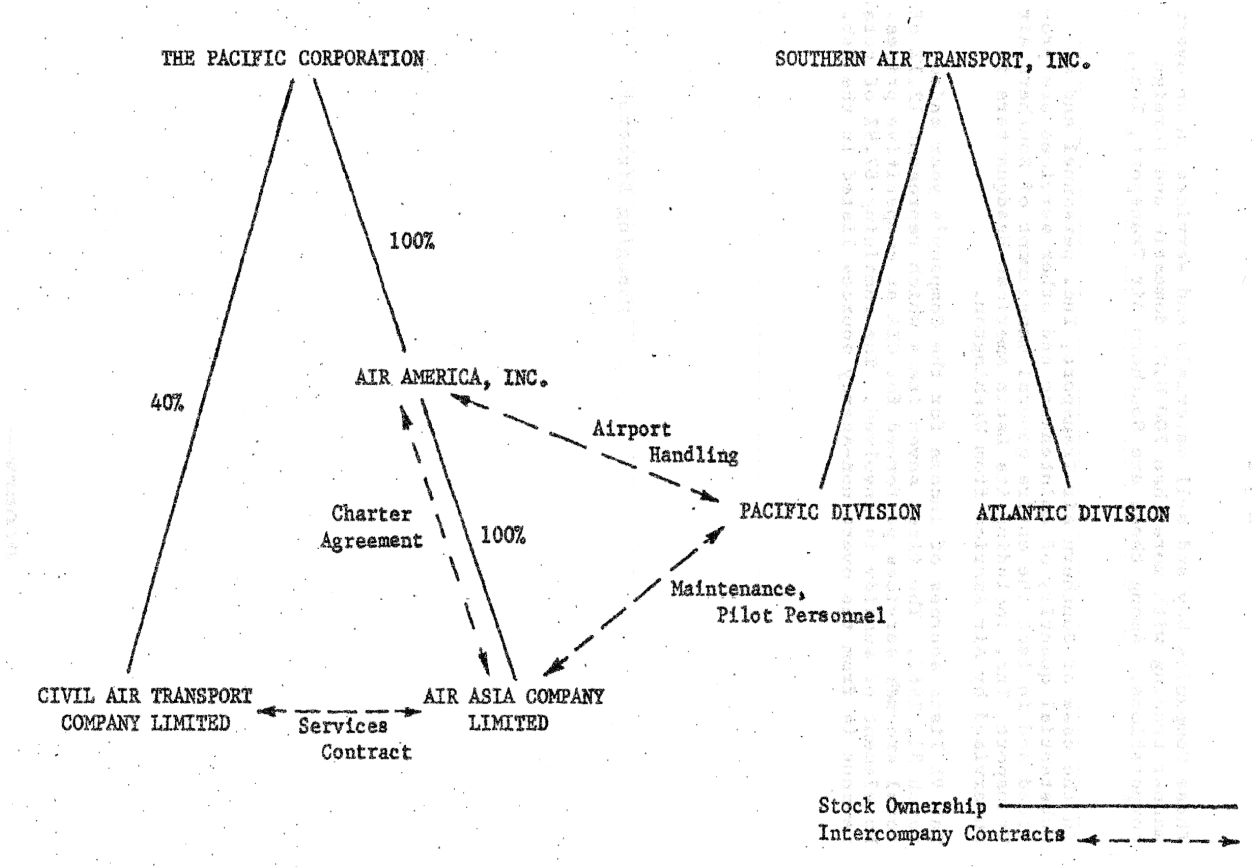 THE PACIFIC CORPORATION
SOUTHERN AIR TRANSPORT, INC.
100%
AIR AMERICA, INC.
40%
Airport
Handling
PACIFIC DIVISION
ATLANTIC DIVISION
Charter
Agreement
100%
Maintenance,
Pilot Personnel
CIVIL AIR TRANSPORT
COMPANY LIMITED
AIR ASIA COMPANY
LIMITED
Services
Contract
Stock Ownership
Intercompany Contracts